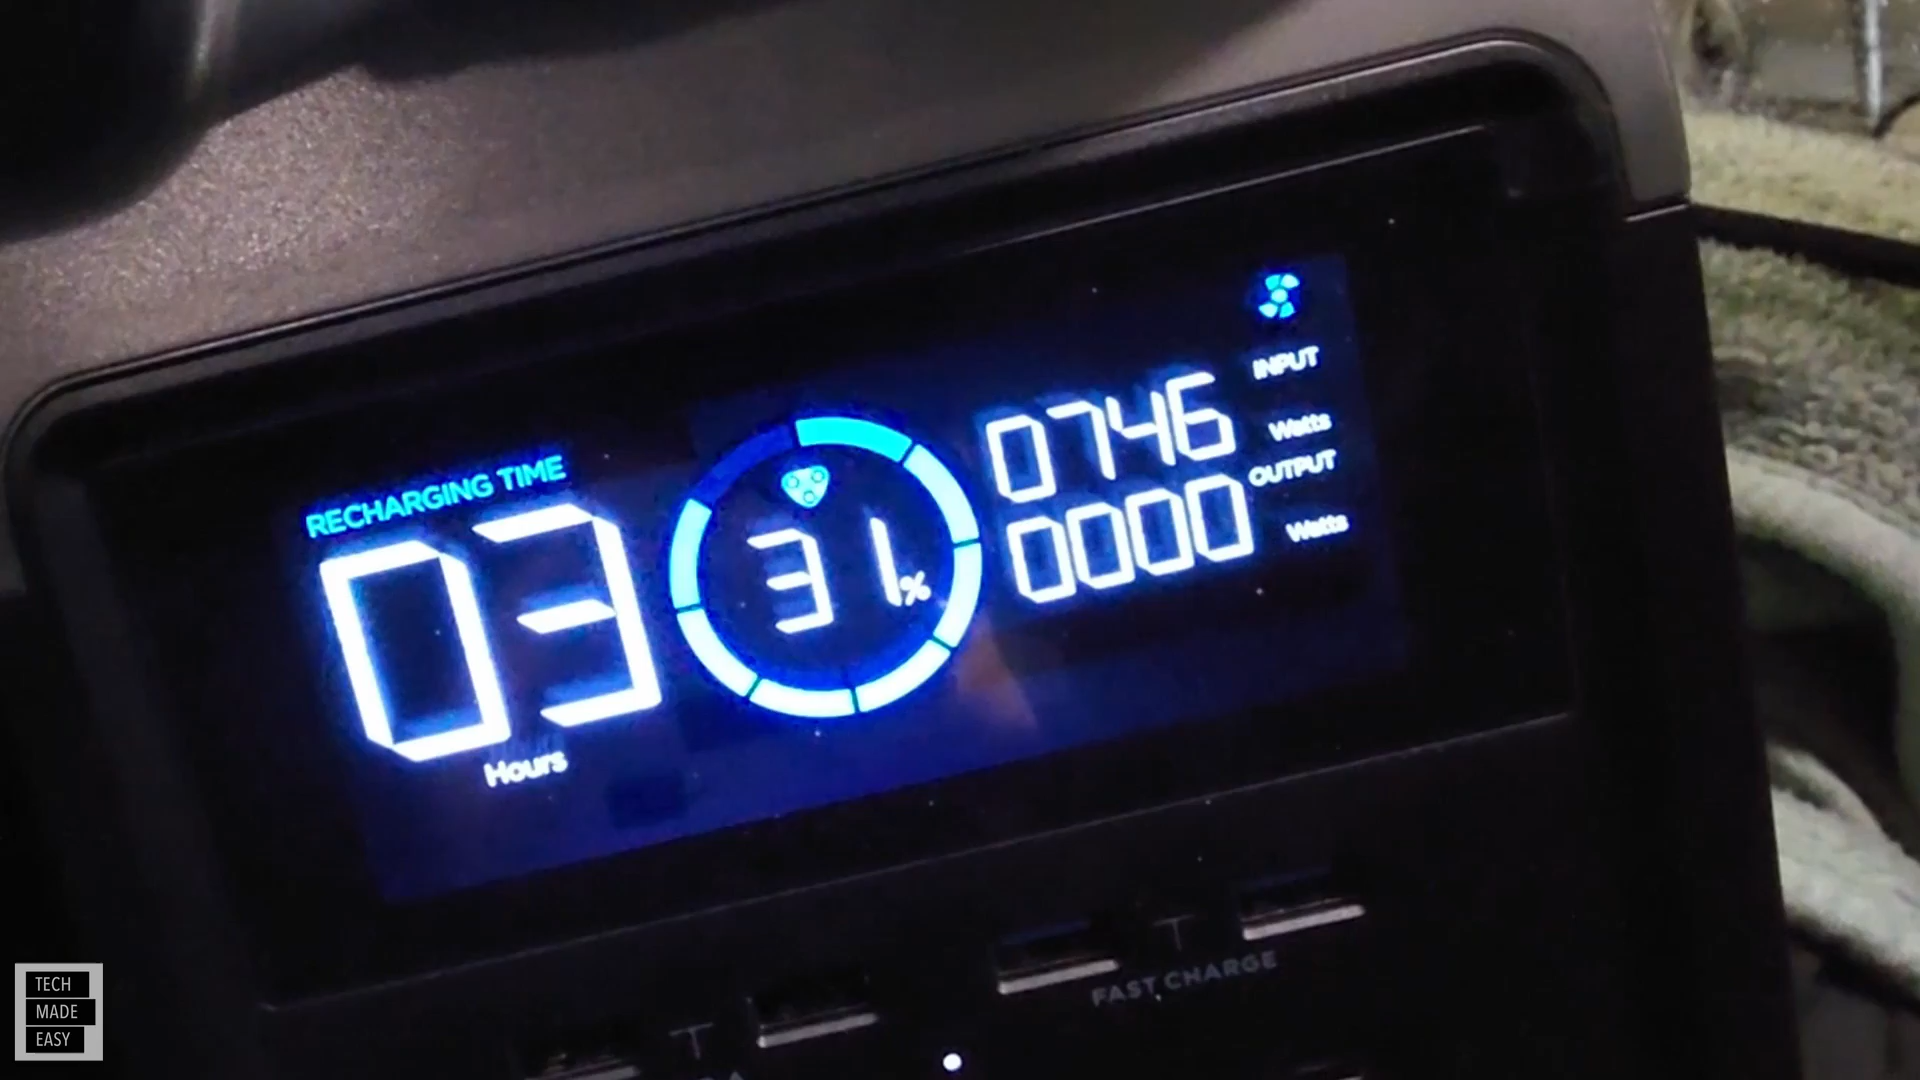 RECHARGING TIME
03
Hours
31%
INPUT
0746
Watts
OUTPUT
0000
Watts
FAST CHARGE
TECH
MADE
EASY